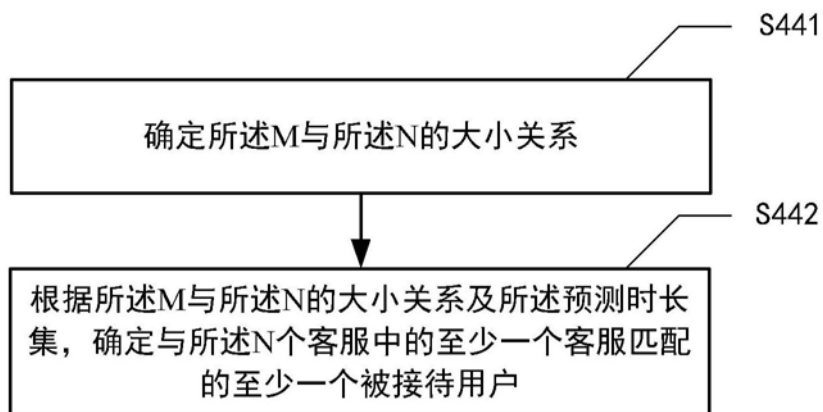 S441
确定所述M与所述N的大小关系
S442
根据所述M与所述N的大小关系及所述预测时长
集，确定与所述N个客服中的至少一个客服匹配
的至少一个被接待用户